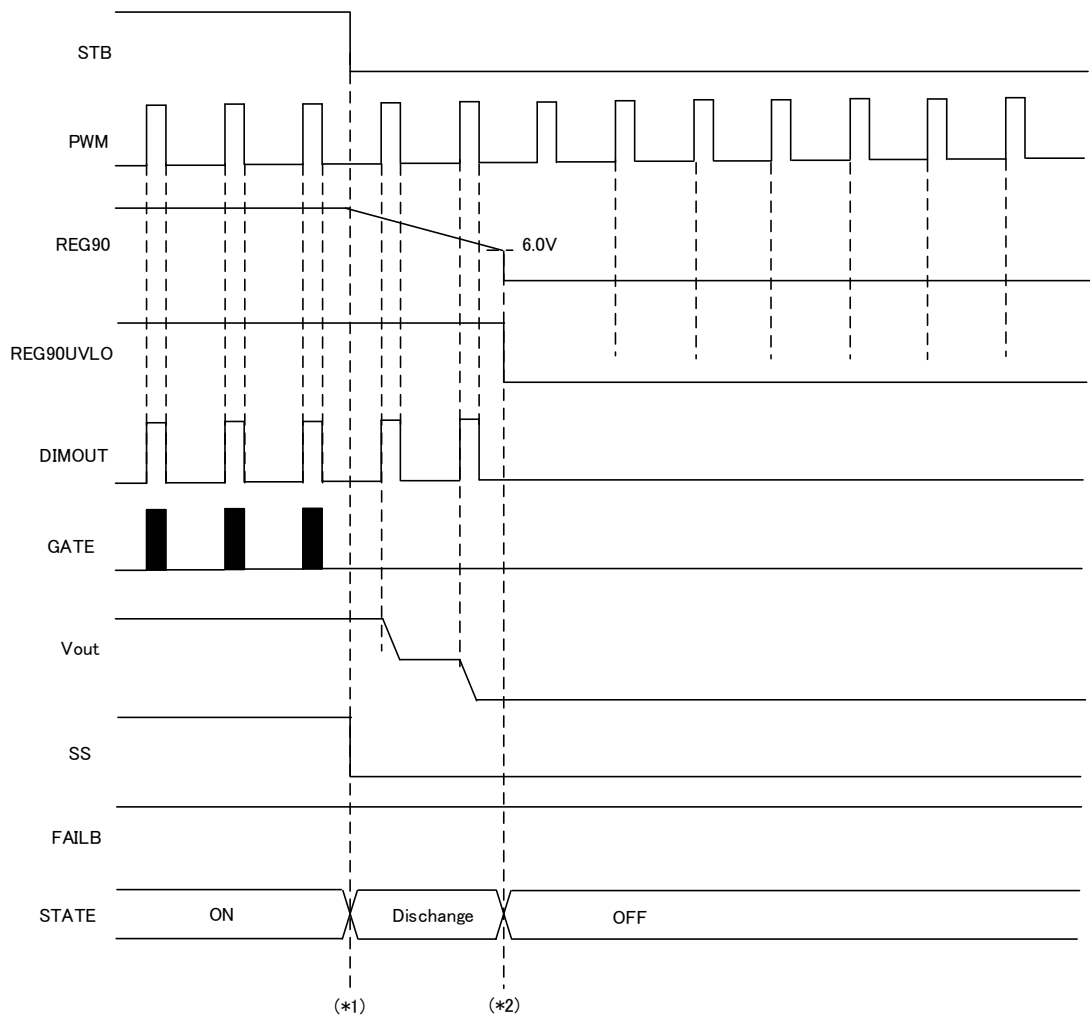 STB
PWM
REG90
6.0V
REG90UVLO
DIMOUT
GATE
Vout
SS
FAILB
STATE
ON
Dischange
OFF
(*1)
(*2)